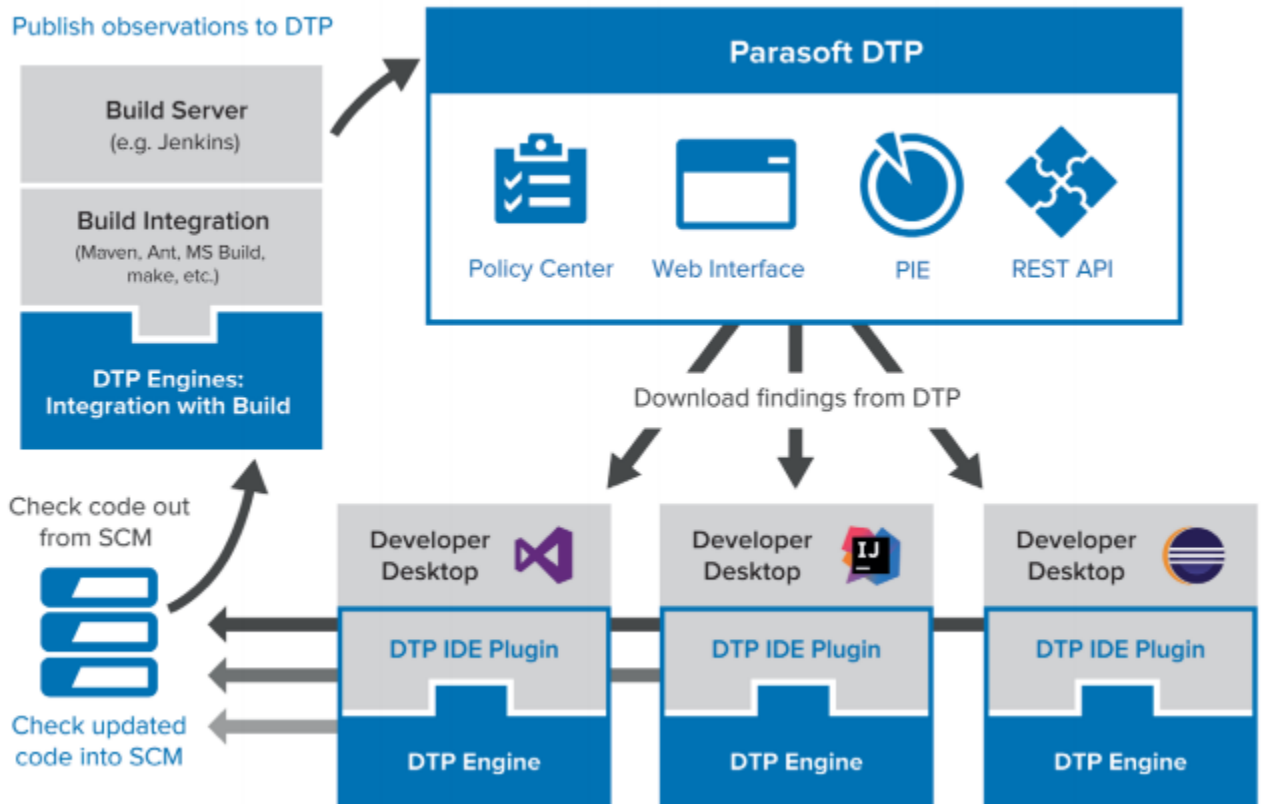 Publish observations to DTP
Build Server
(e.g. Jenkins)
Build Integration
(Maven, Ant, MS Build,
make, etc.)
DTP Engines:
Integration with Build
Parasoft DTP
Policy Center
Web Interface
PIE
REST API
Download findings from DTP
Check code out
from SCM
Check updated
code into SCM
Developer
Desktop
DTP IDE Plugin
DTP Engine
Developer
Desktop
IJ
DTP IDE Plugin
DTP Engine
Developer
Desktop
DTP IDE Plugin
DTP Engine